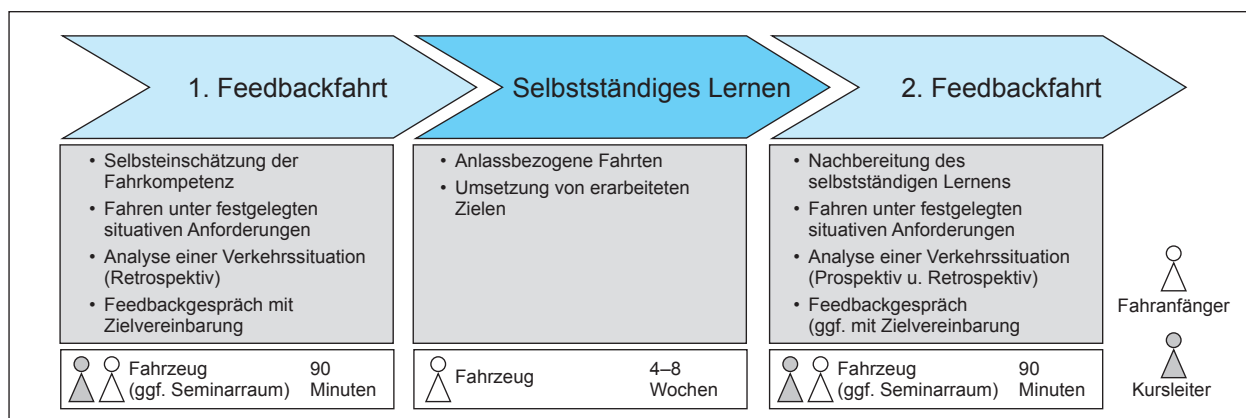 1. Feedbackfahrt
Selbstständiges Lernen
2. Feedbackfahrt
• Selbsteinschätzung der
Fahrkompetenz
• Fahren unter festgelegten
situativen Anforderungen
• Analyse einer Verkehrssituation
(Retrospektiv)
• Feedbackgespräch mit
Zielvereinbarung
• Anlassbezogene Fahrten
• Umsetzung von erarbeiteten
Zielen
• Nachbereitung des
selbstständigen Lernens
• Fahren unter festgelegten
situativen Anforderungen
• Analyse einer Verkehrssituation
(Prospektiv u. Retrospektiv)
• Feedbackgespräch
(ggf. mit Zielvereinbarung
Fahrzeug 90
(ggf. Seminarraum) Minuten
Fahrzeug 4–8
Wochen
Fahrzeug 90
(ggf. Seminarraum) Minuten
Fahranfänger
Kursleiter